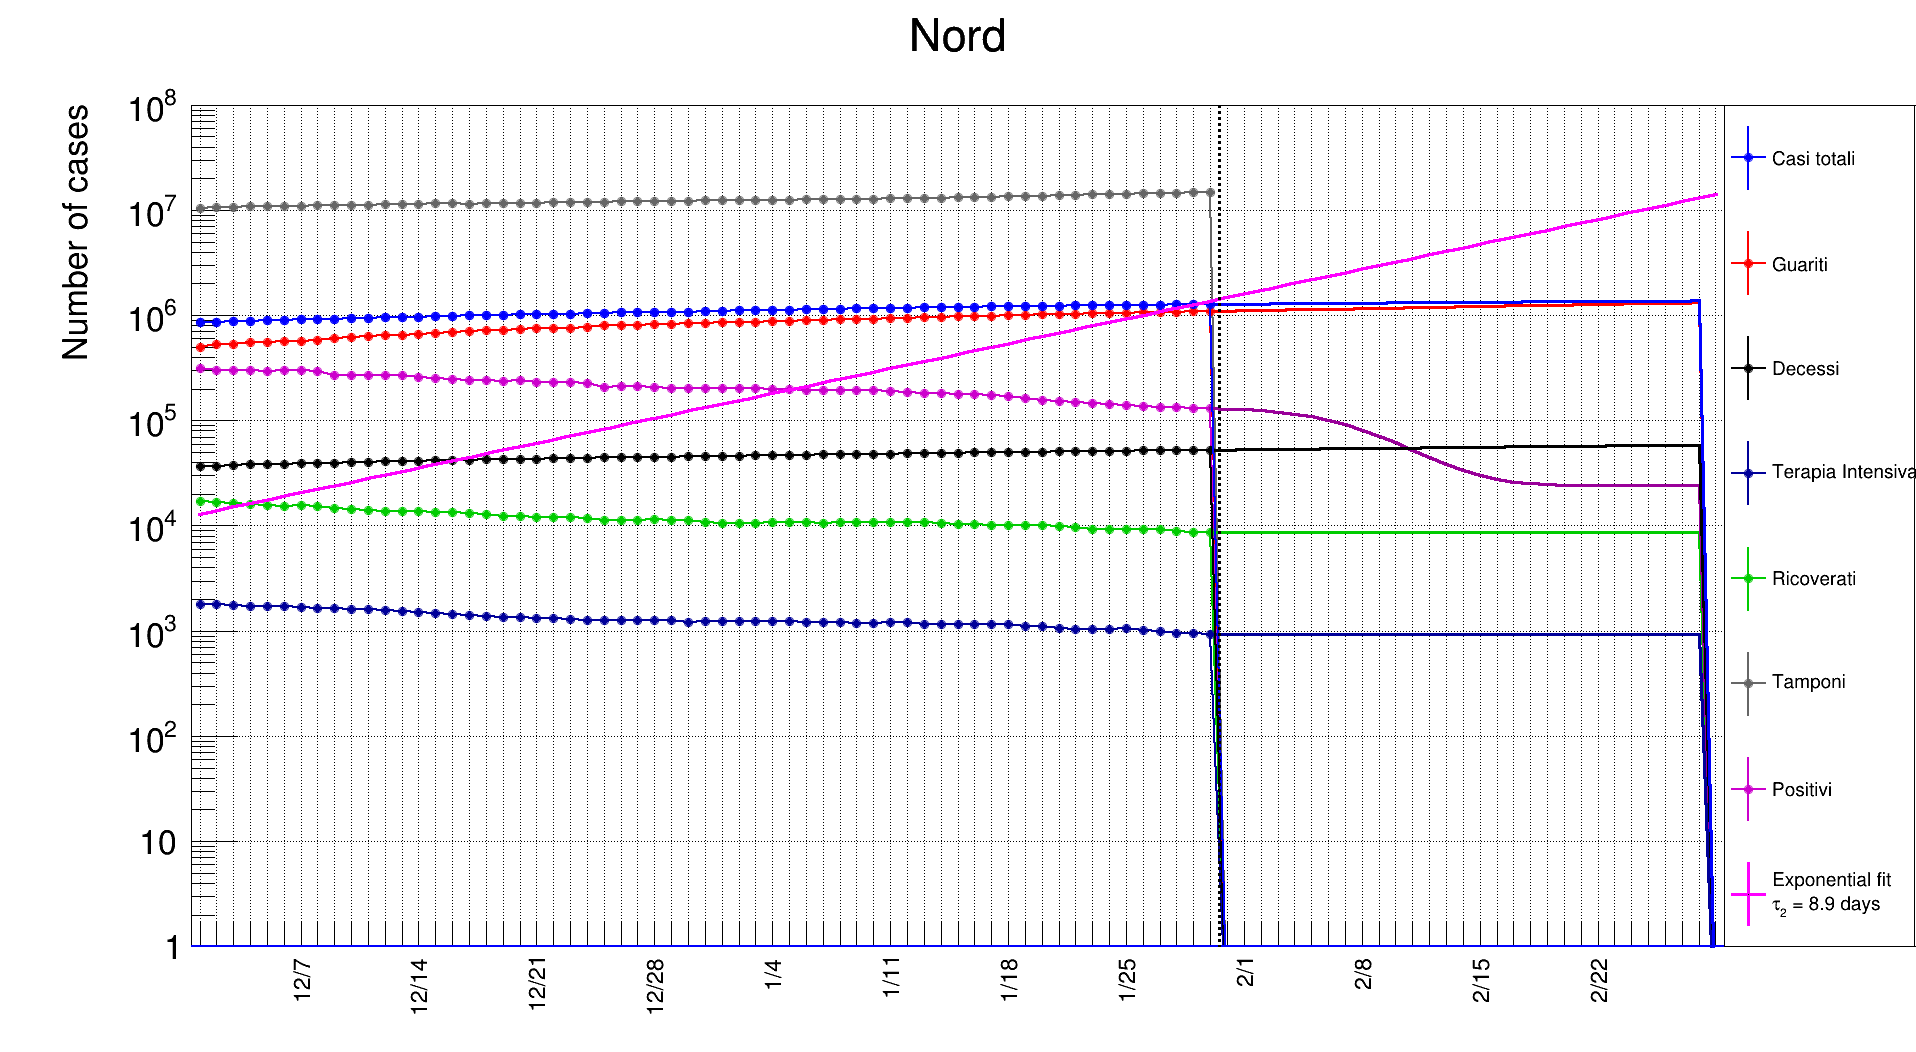 Nord
Number of cases
10^8
10^7
10^6
10^5
10^4
10^3
10^2
10
1
12/7
12/14
12/21
12/28
1/4
1/11
1/18
1/25
2/1
2/8
2/15
2/22
Casi totali
Guariti
Decessi
Terapia Intensiva
Ricoverati
Tamponi
Positivi
Exponential fit
τ₂ = 8.9 days